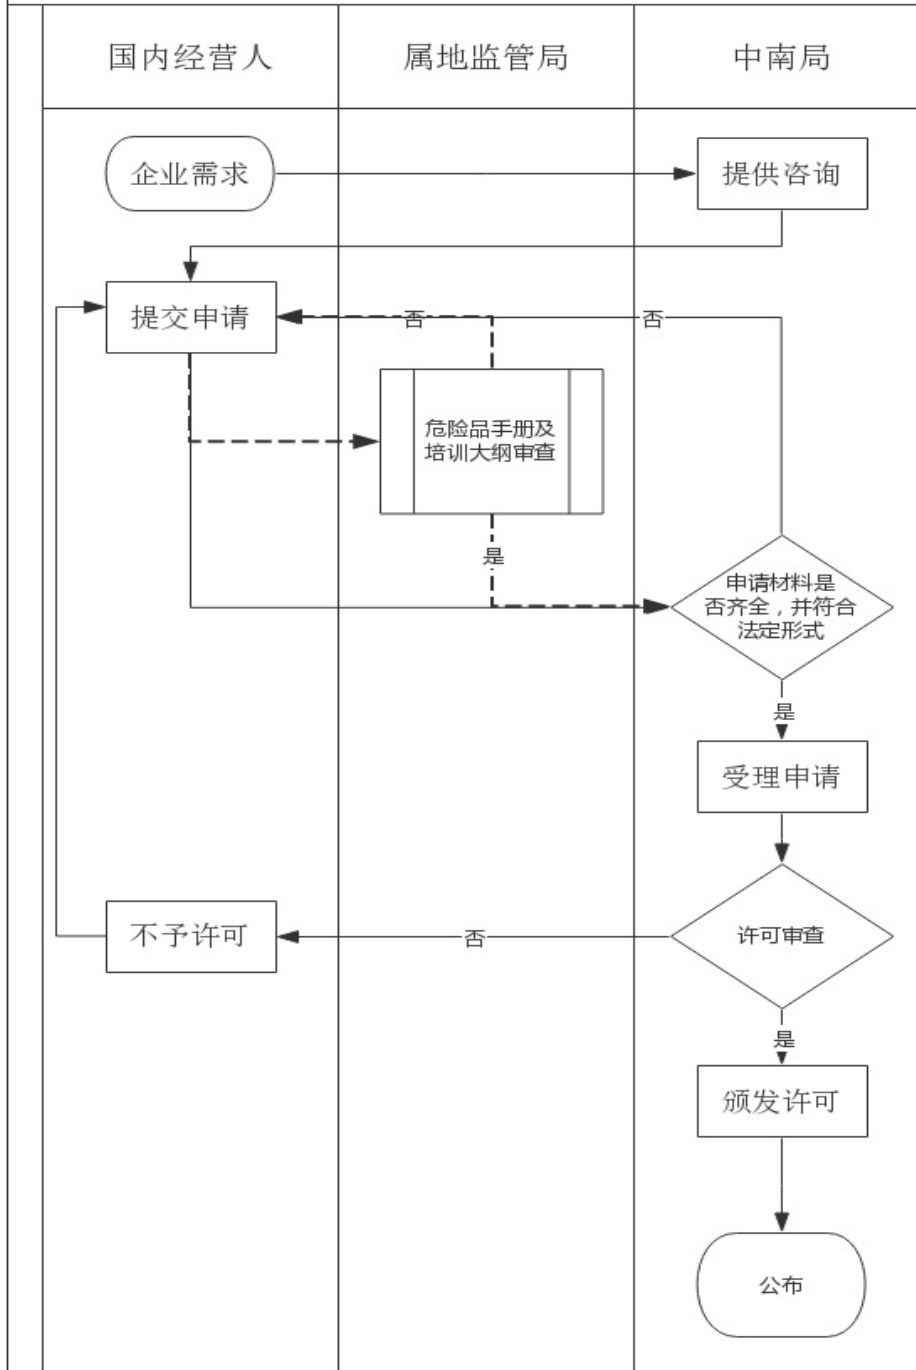 国内经营人
属地监管局
中南局
企业需求
提供咨询
提交申请
否
否
危险品手册及
培训大纲审查
是
申请材料是
否齐全，并符合
法定形式
是
受理申请
不予许可
否
许可审查
是
颁发许可
公布